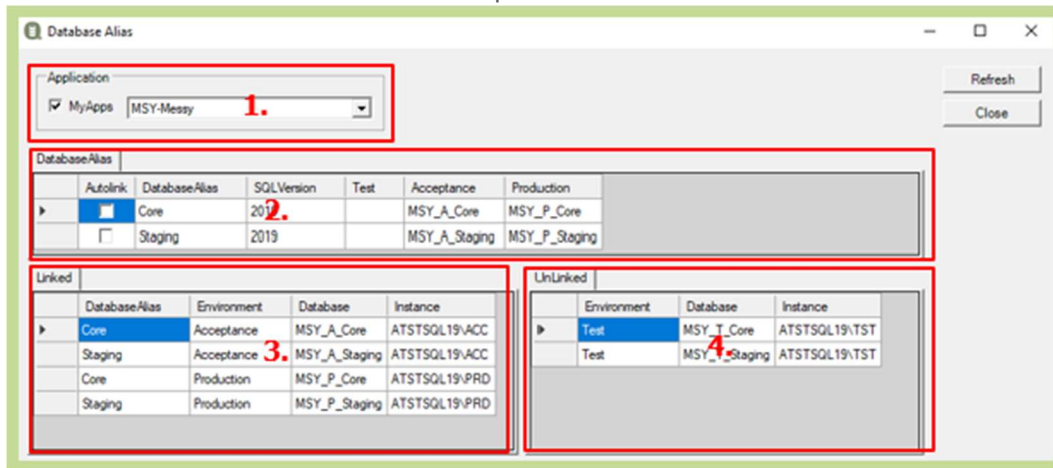 Database Alias
Application
MyApps MSY-Messy 1.
Refresh
Close
DatabaseAlias
Autolink DatabaseAlias SQLVersion Test Acceptance Production
Core 2. MSY_A_Core MSY_P_Core
Staging 2019 MSY_A_Staging MSY_P_Staging
Linked
DatabaseAlias Environment Database Instance
Core Acceptance MSY_A_Core ATSTSQL19\ACC
Staging Acceptance 3. MSY_A_Staging ATSTSQL19\ACC
Core Production MSY_P_Core ATSTSQL19\PRD
Staging Production MSY_P_Staging ATSTSQL19\PRD
UnLinked
Environment Database Instance
Test MSY_T_Core ATSTSQL19\TST
Test 4. ATSTSQL19\TST